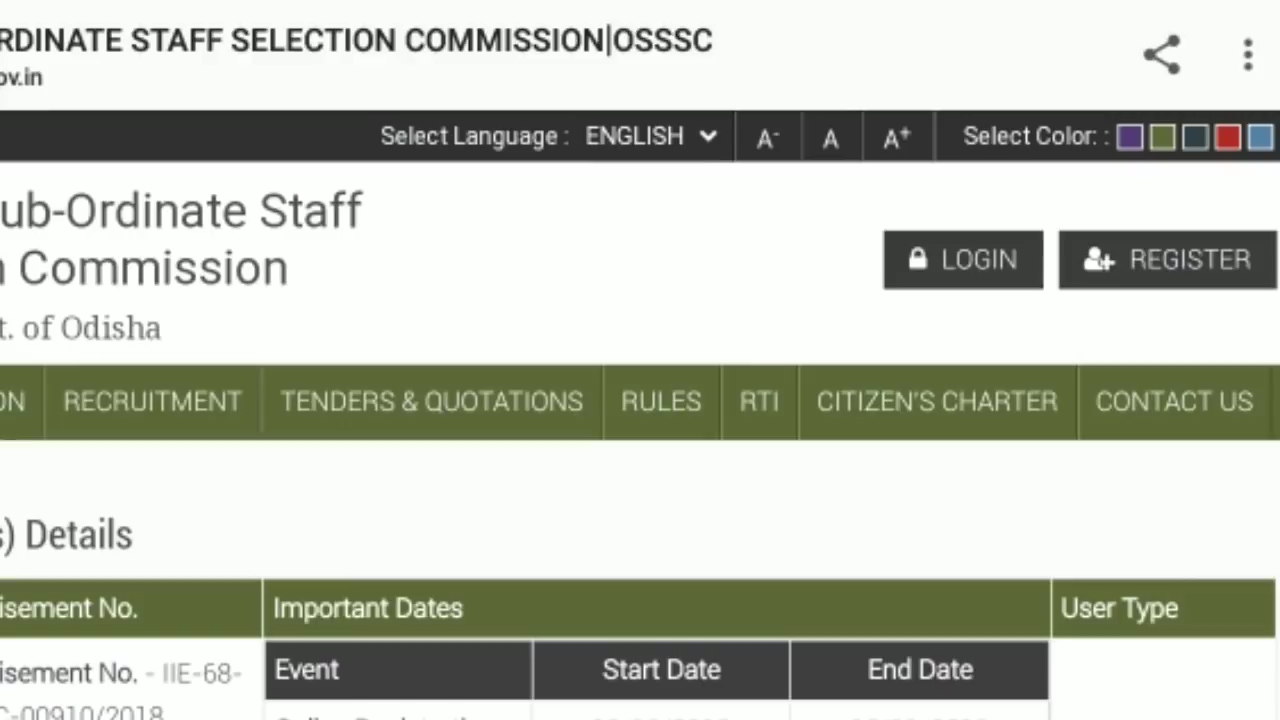 RDINATE STAFF SELECTION COMMISSION|OSSSC
ov.in
Select Language : ENGLISH A- A A+ Select Color: :
ub-Ordinate Staff
n Commission
LOGIN REGISTER
t. of Odisha
ON RECRUITMENT TENDERS & QUOTATIONS RULES RTI CITIZEN'S CHARTER CONTACT US
s) Details
isement No. Important Dates User Type
isement No. - IIE-68-
Event Start Date End Date
C-00910/2018